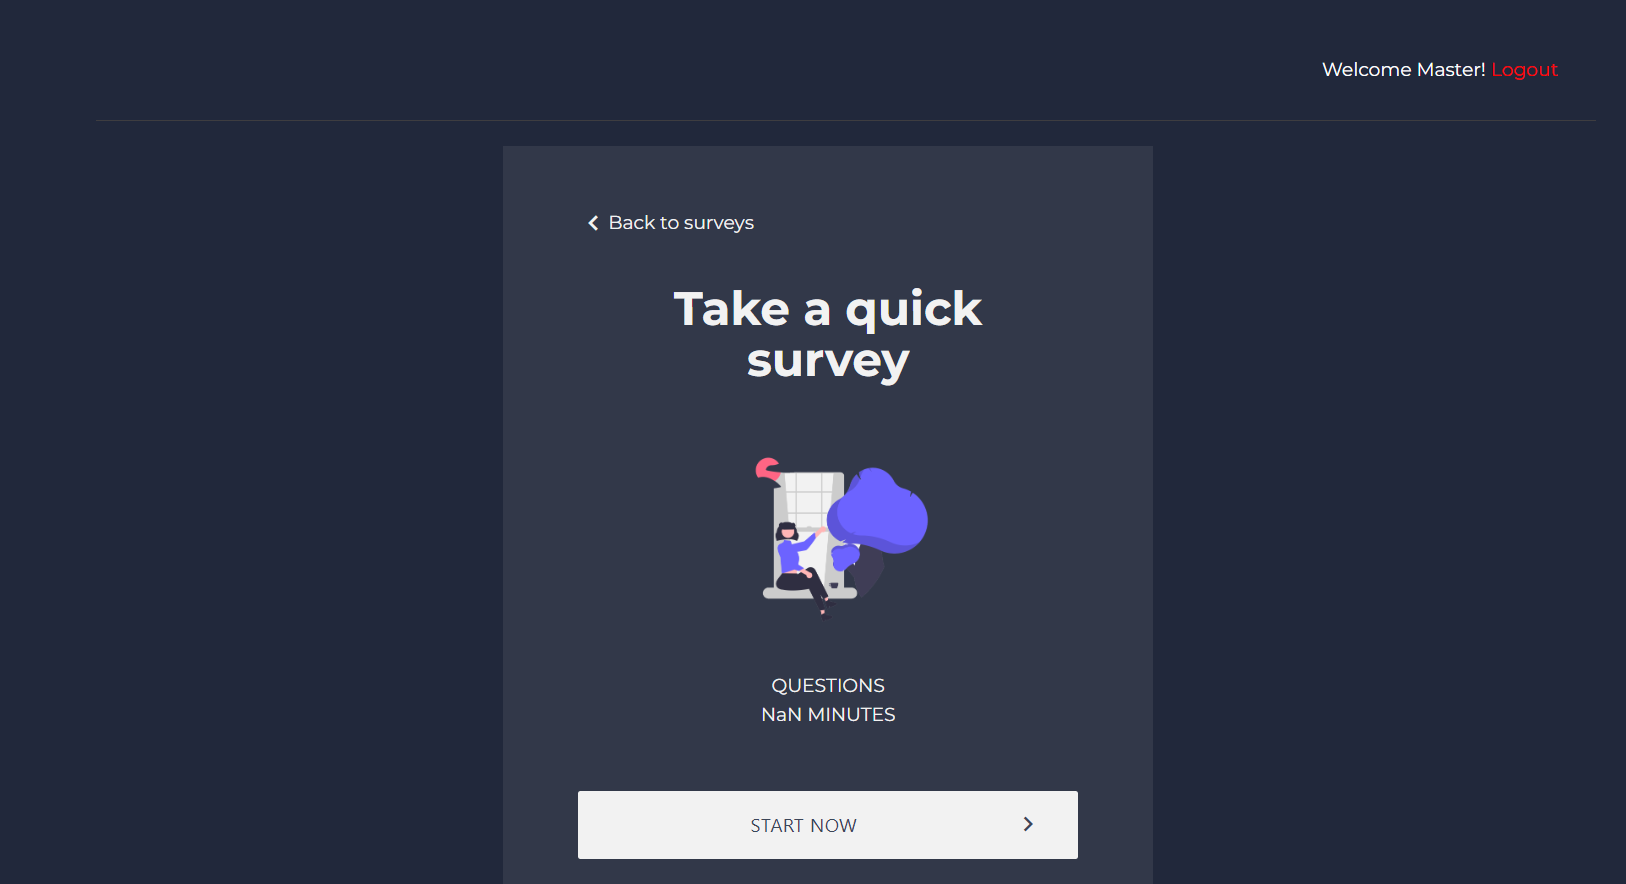 Welcome Master! Logout
Back to surveys
Take a quick
survey
QUESTIONS
NaN MINUTES
START NOW